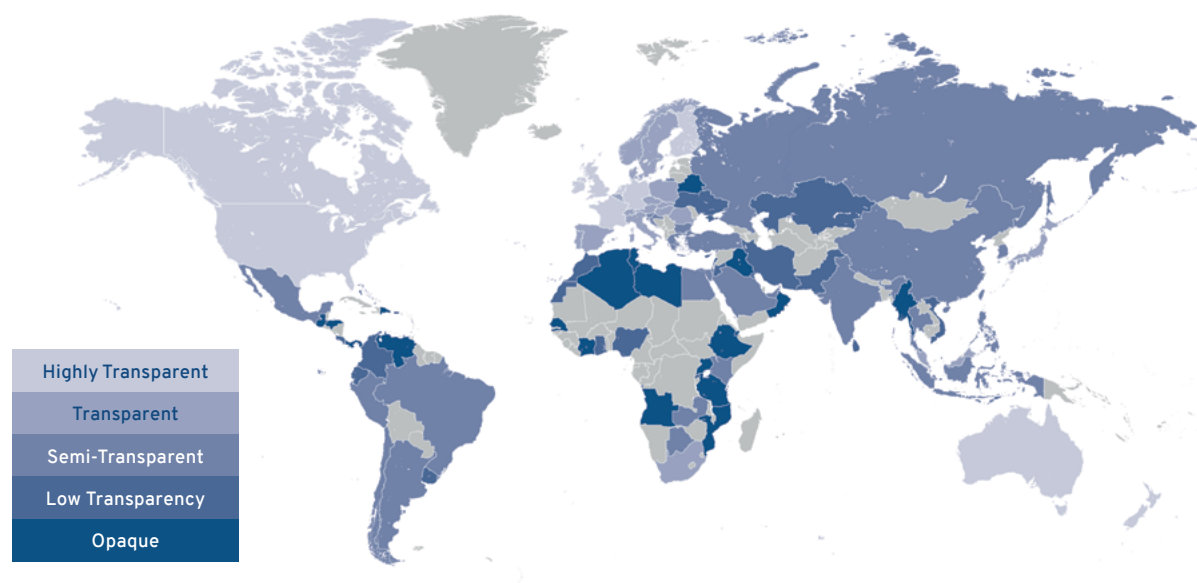 Highly Transparent
Transparent
Semi-Transparent
Low Transparency
Opaque